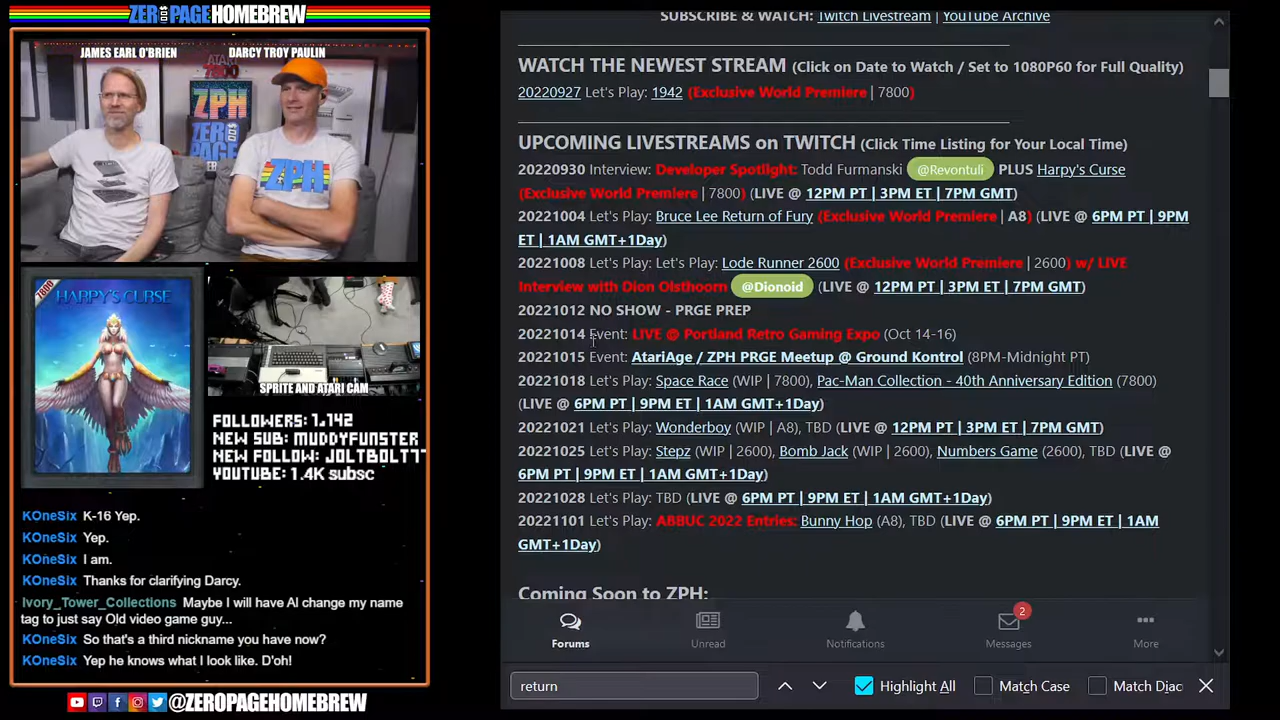 ZERO PAGE HOMEBREW
JAMES EARL O'BRIEN
DARCY TROY PAULIN
ATARI
7800
ZPH
ZERO
PAGE
ZPH
7800
HARPY'S CURSE
SPRITE AND ATARI CAM
FOLLOWERS: 1,142
NEW SUB: MUDDYFUNSTER
NEW FOLLOW: JOLTBOLT77
YOUTUBE: 1.4K subsc
KOneSix K-16 Yep.
KOneSix Yep.
KOneSix I am.
KOneSix Thanks for clarifying Darcy.
Ivory_Tower_Collections Maybe I will have AI change my name
tag to just say Old video game guy...
KOneSix So that's a third nickname you have now?
KOneSix Yep he knows what I look like. D'oh!
@ZEROPAGEHOMEBREW
SUBSCRIBE & WATCH: Twitch Livestream | YouTube Archive
WATCH THE NEWEST STREAM (Click on Date to Watch / Set to 1080P60 for Full Quality)
20220927 Let's Play: 1942 (Exclusive World Premiere | 7800)
UPCOMING LIVESTREAMS on TWITCH (Click Time Listing for Your Local Time)
20220930 Interview: Developer Spotlight: Todd Furmanski @Revontuli PLUS Harpy's Curse
(Exclusive World Premiere | 7800) (LIVE @ 12PM PT | 3PM ET | 7PM GMT)
20221004 Let's Play: Bruce Lee Return of Fury (Exclusive World Premiere | A8) (LIVE @ 6PM PT | 9PM
ET | 1AM GMT+1Day)
20221008 Let's Play: Let's Play: Lode Runner 2600 (Exclusive World Premiere | 2600) w/ LIVE
Interview with Dion Olsthoorn @Dionoid (LIVE @ 12PM PT | 3PM ET | 7PM GMT)
20221012 NO SHOW - PRGE PREP
20221014 Event: LIVE @ Portland Retro Gaming Expo (Oct 14-16)
20221015 Event: AtariAge / ZPH PRGE Meetup @ Ground Kontrol (8PM-Midnight PT)
20221018 Let's Play: Space Race (WIP | 7800), Pac-Man Collection - 40th Anniversary Edition (7800)
(LIVE @ 6PM PT | 9PM ET | 1AM GMT+1Day)
20221021 Let's Play: Wonderboy (WIP | A8), TBD (LIVE @ 12PM PT | 3PM ET | 7PM GMT)
20221025 Let's Play: Stepz (WIP | 2600), Bomb Jack (WIP | 2600), Numbers Game (2600), TBD (LIVE @
6PM PT | 9PM ET | 1AM GMT+1Day)
20221028 Let's Play: TBD (LIVE @ 6PM PT | 9PM ET | 1AM GMT+1Day)
20221101 Let's Play: ABBUC 2022 Entries: Bunny Hop (A8), TBD (LIVE @ 6PM PT | 9PM ET | 1AM
GMT+1Day)
Coming Soon to ZPH:
2
Forums Unread Notifications Messages More
return Highlight All Match Case Match Diac